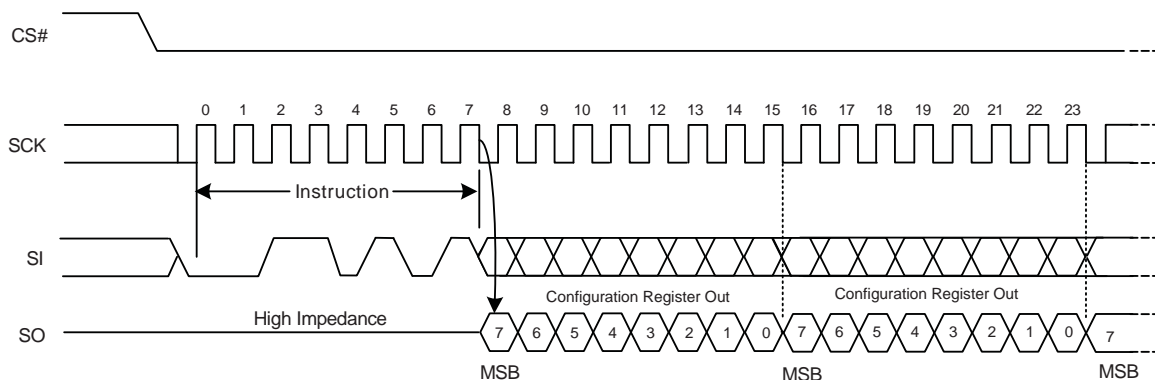 CS#
0 1 2 3 4 5 6 7 8 9 10 11 12 13 14 15 16 17 18 19 20 21 22 23
SCK
Instruction
SI
Configuration Register Out Configuration Register Out
High Impedance
SO 7 6 5 4 3 2 1 0 7 6 5 4 3 2 1 0 7
MSB MSB MSB